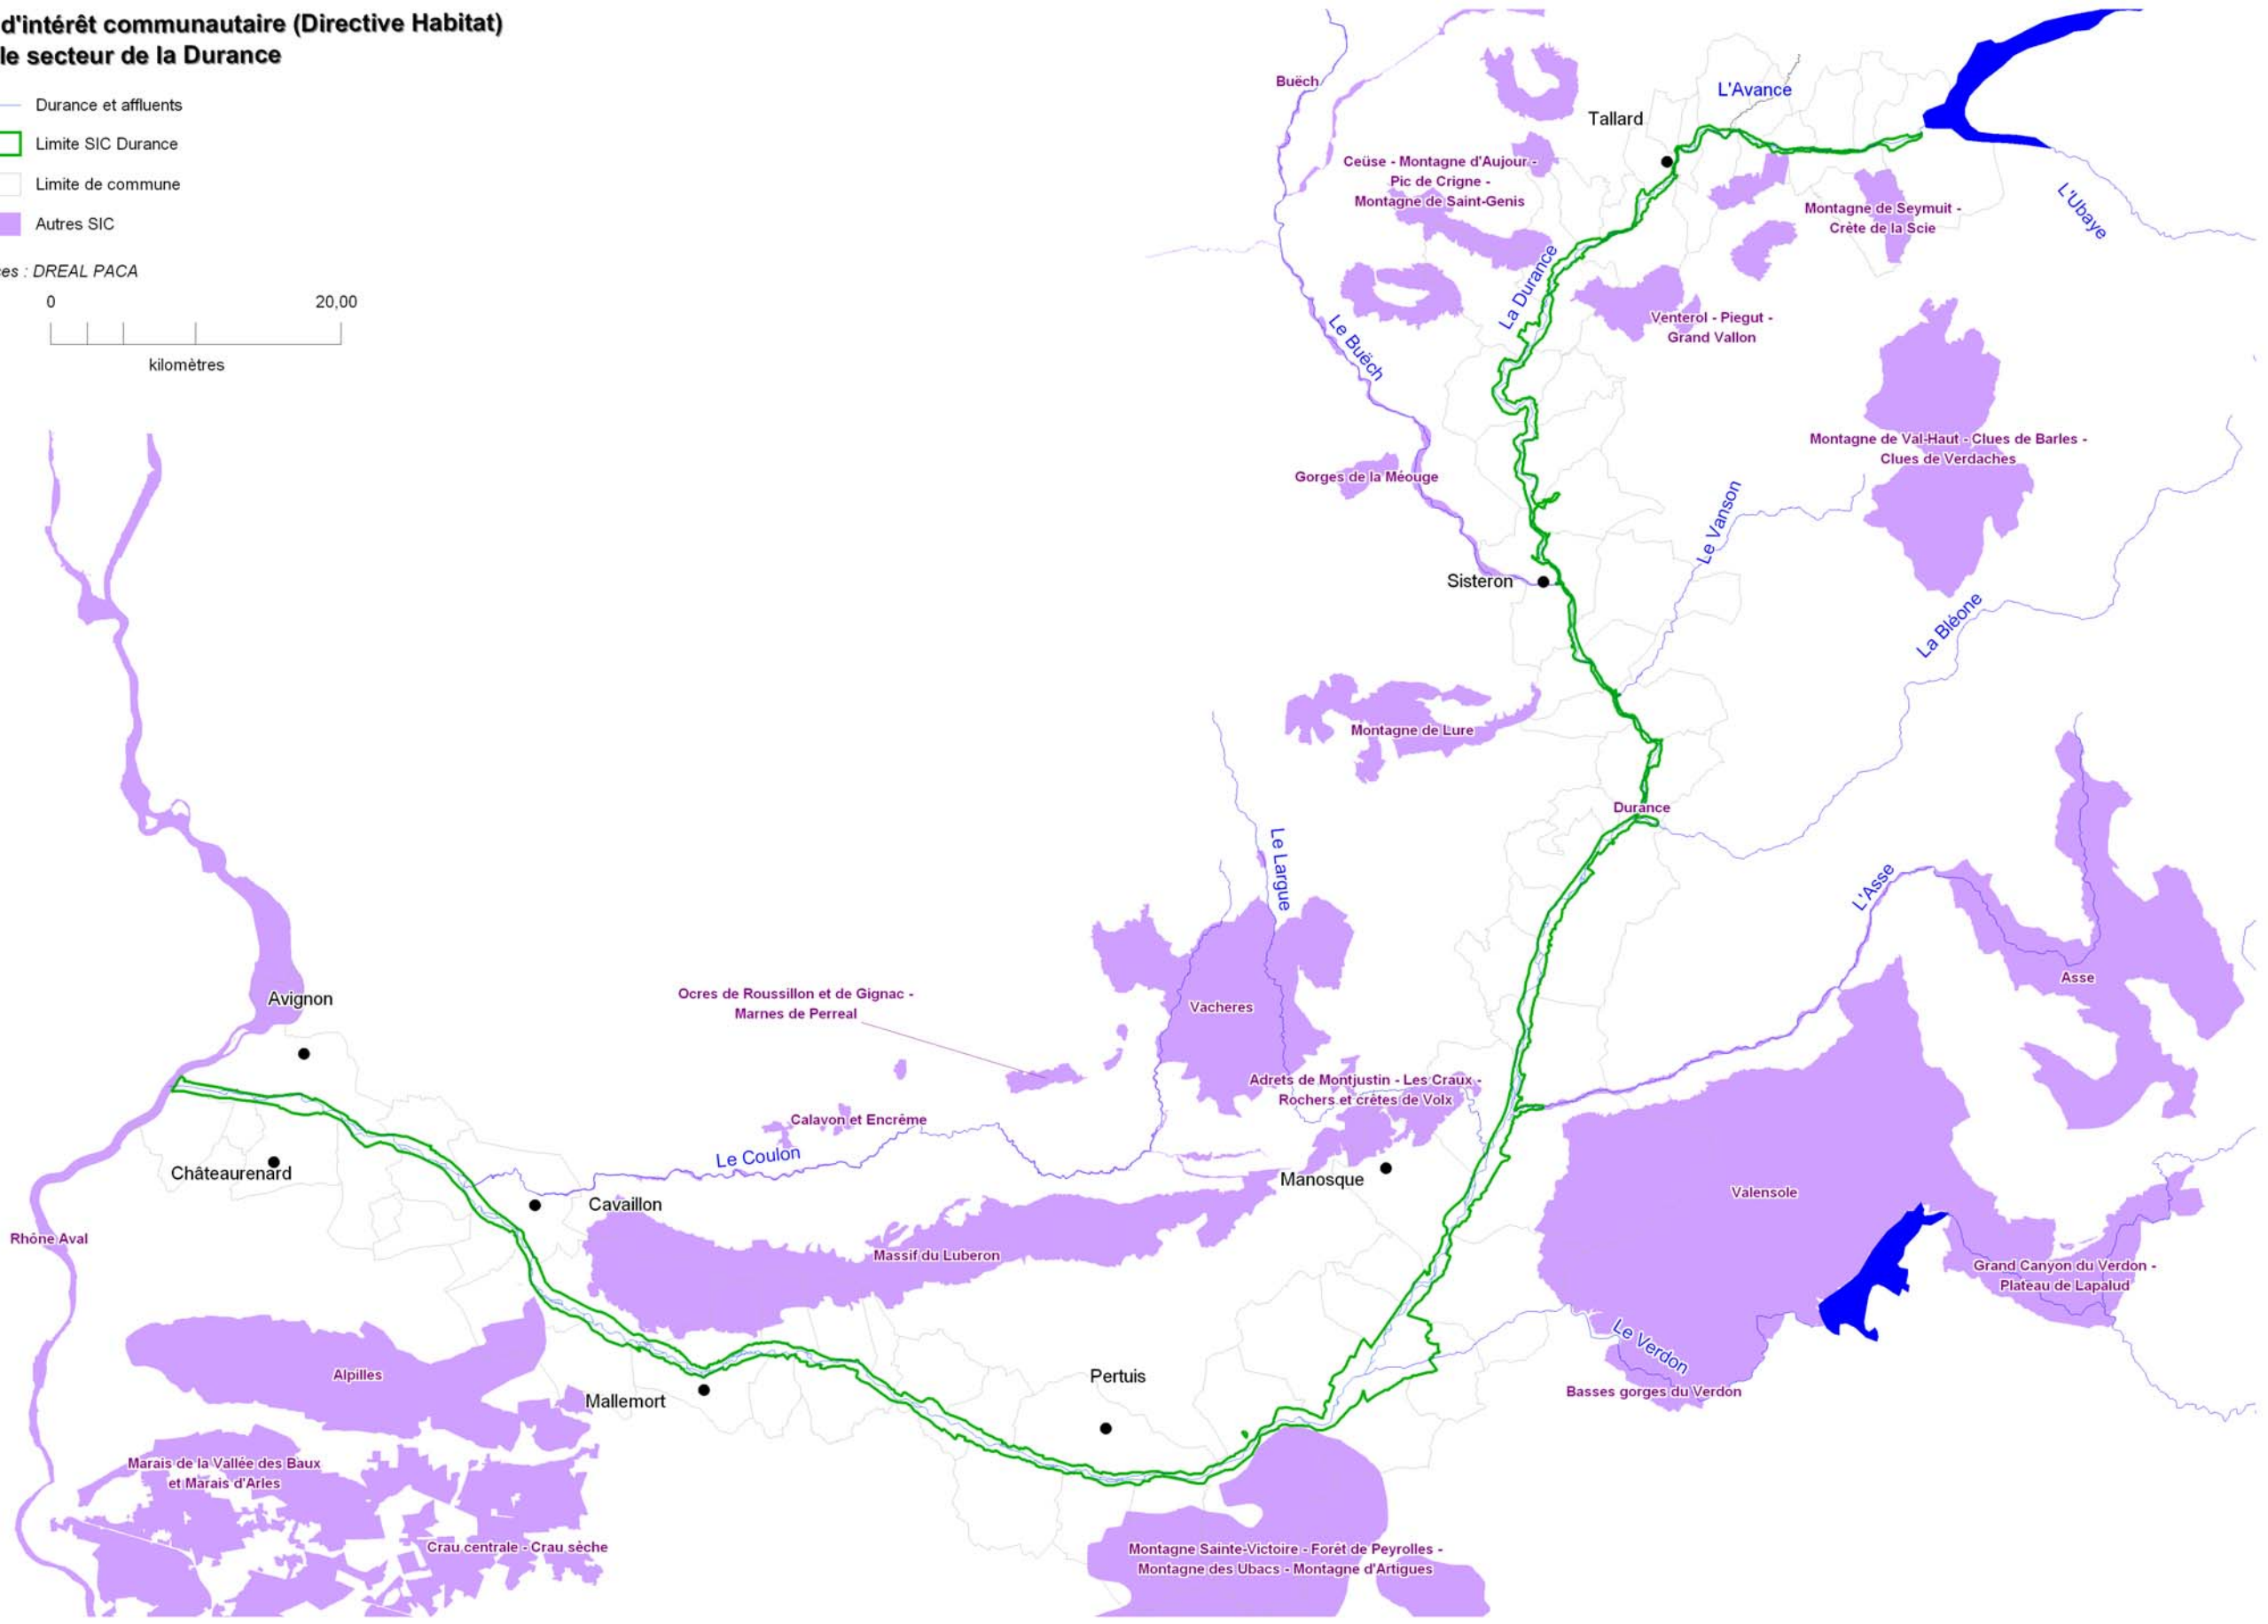 d'intérêt communautaire (Directive Habitat)
le secteur de la Durance
Durance et affluents
Limite SIC Durance
Limite de commune
Autres SIC
es : DREAL PACA
0
20,00
kilomètres
Buëch
L'Avance
Tallard
Ceüse - Montagne d'Aujour -
Pic de Crigne -
Montagne de Saint-Genis
Montagne de Seymuit -
Crète de la Scie
L'Ubaye
La Durance
Le Buëch
Venterol - Piegut -
Grand Vallon
Montagne de Val-Haut - Clues de Barles -
Clues de Verdaches
Gorges de la Méouge
Le Vanson
Sisteron
La Bléone
Montagne de Lure
Durance
Le Largue
L'Asse
Asse
Avignon
Ocres de Roussillon et de Gignac -
Marnes de Perreal
Vacheres
Adrets de Montjustin - Les Craux -
Rochers et crêtes de Volx
Calavon et Encrême
Le Coulon
Châteaurenard
Manosque
Valensole
Cavaillon
Rhône Aval
Massif du Luberon
Grand Canyon du Verdon -
Plateau de Lapalud
Le Verdon
Alpilles
Pertuis
Mallemort
Basses gorges du Verdon
Marais de la Vallée des Baux
et Marais d'Arles
Crau centrale - Crau sèche
Montagne Sainte-Victoire - Forêt de Peyrolles -
Montagne des Ubacs - Montagne d'Artigues